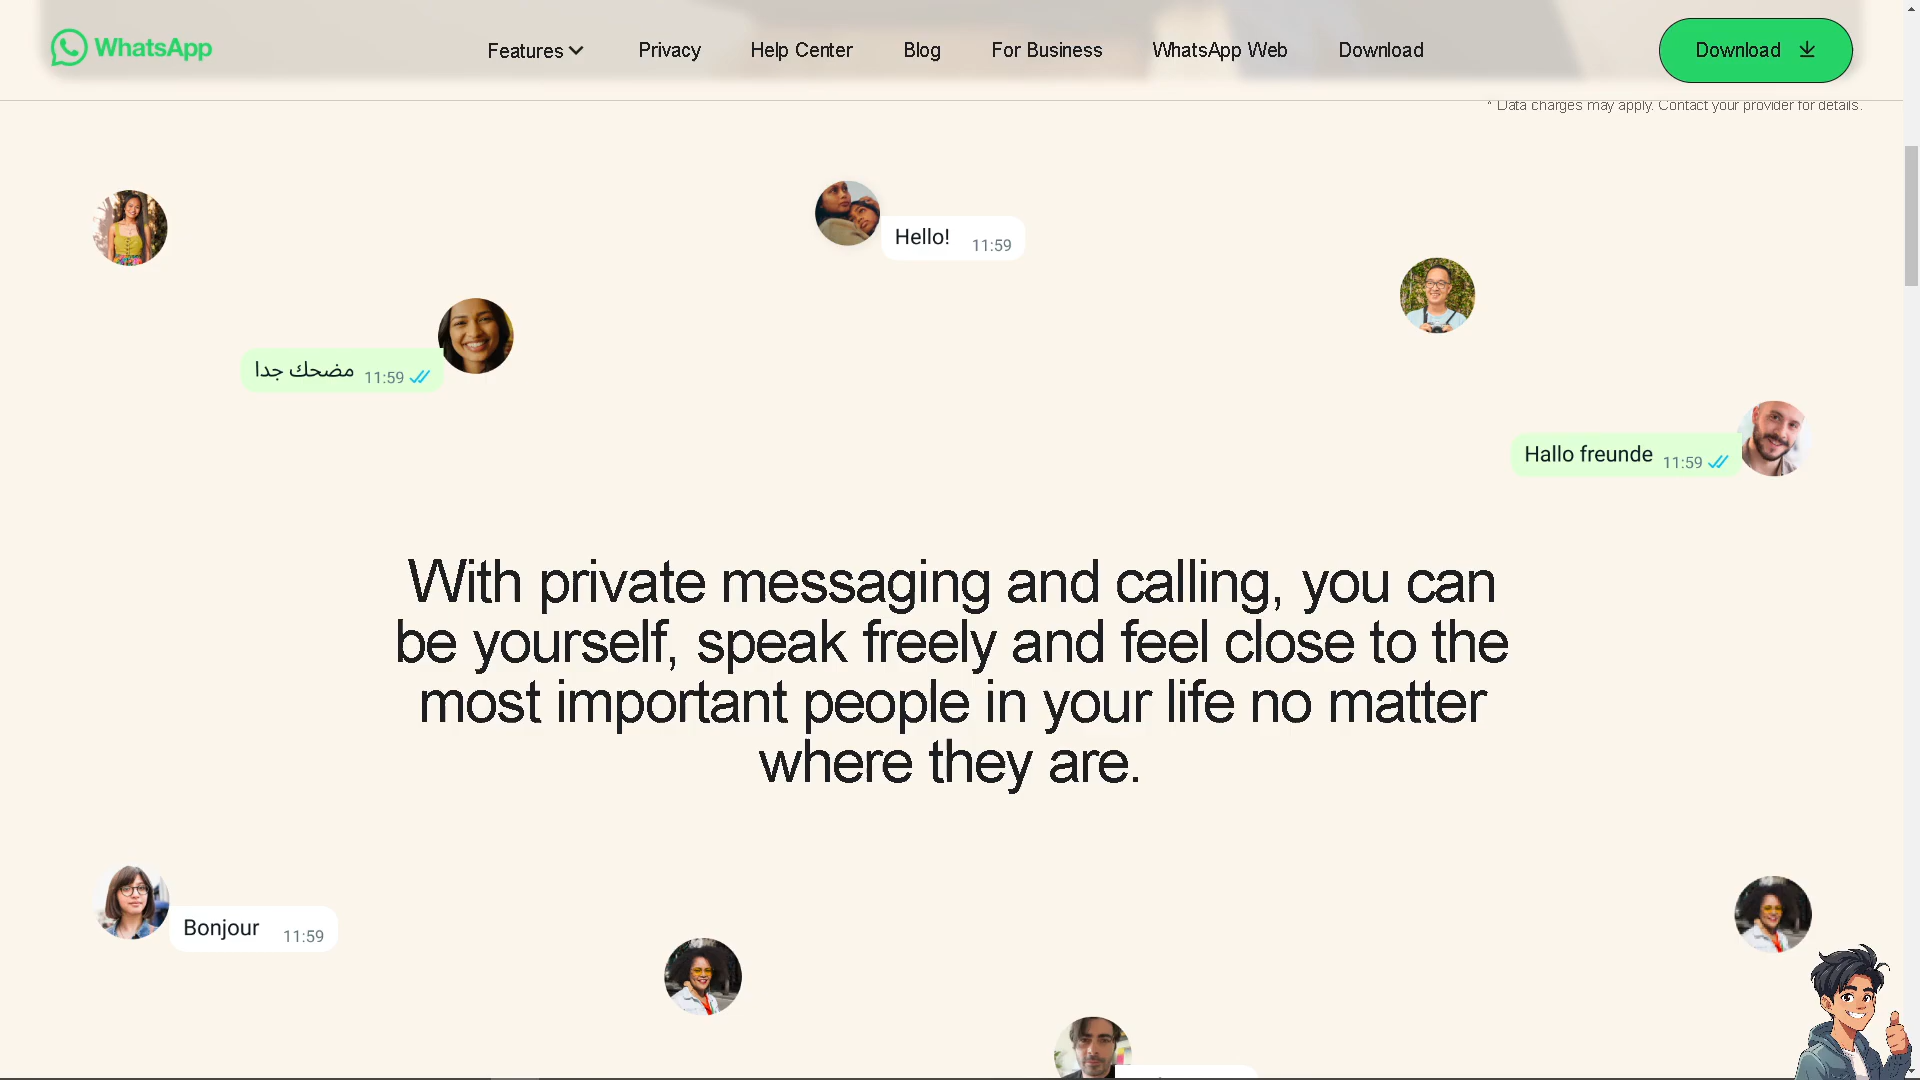 WhatsApp
Features
Privacy
Help Center
Blog
For Business
WhatsApp Web
Download
Download
* Data charges may apply. Contact your provider for details.
Hello! 11:59
مضحك جدا 11:59
Hallo freunde 11:59
With private messaging and calling, you can
be yourself, speak freely and feel close to the
most important people in your life no matter
where they are.
Bonjour 11:59